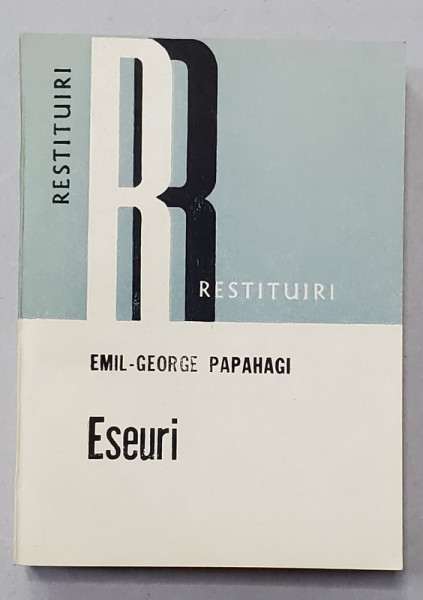 RESTITUIRI
R R
RESTITUIRI
EMIL-GEORGE PAPAHAGI
Eseuri